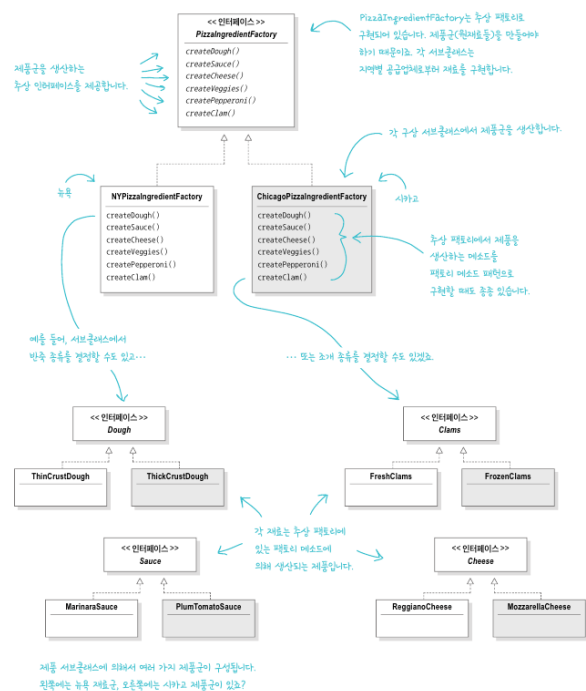 << 인터페이스 >>
PizzaIngredientFactory
createDough()
createSauce()
createCheese()
createVeggies()
createPepperoni()
createClam()
PizzaIngredientFactory는 추상 팩토리로
구현되어 있습니다. 제품군(원재료들)을 만들어야
하기 때문이죠. 각 서브클래스는
지역별 공급업체로부터 재료를 구현합니다.
제품군을 생산하는
추상 인터페이스를 제공합니다.
각 구상 서브클래스에서 제품군을 생산합니다.
뉴욕
시카고
NYPizzaIngredientFactory
createDough()
createSauce()
createCheese()
createVeggies()
createPepperoni()
createClam()
ChicagoPizzaIngredientFactory
createDough()
createSauce()
createCheese()
createVeggies()
createPepperoni()
createClam()
추상 팩토리에서 제품을
생산하는 메소드를
팩토리 메소드 패턴으로
구현할 때도 종종 있습니다.
예를 들어, 서브클래스에서
반죽 종류를 결정할 수도 있고…
… 또는 조개 종류를 결정할 수도 있겠죠.
<< 인터페이스 >>
Dough
ThinCrustDough
ThickCrustDough
<< 인터페이스 >>
Clams
FreshClams
FrozenClams
각 재료는 추상 팩토리에
있는 팩토리 메소드에
의해 생산되는 제품입니다.
<< 인터페이스 >>
Sauce
MarinaraSauce
PlumTomatoSauce
<< 인터페이스 >>
Cheese
ReggianoCheese
MozzarellaCheese
제품 서브클래스에 의해서 여러 가지 제품군이 구성됩니다.
왼쪽에는 뉴욕 재료군, 오른쪽에는 시카고 제품군이 있죠?